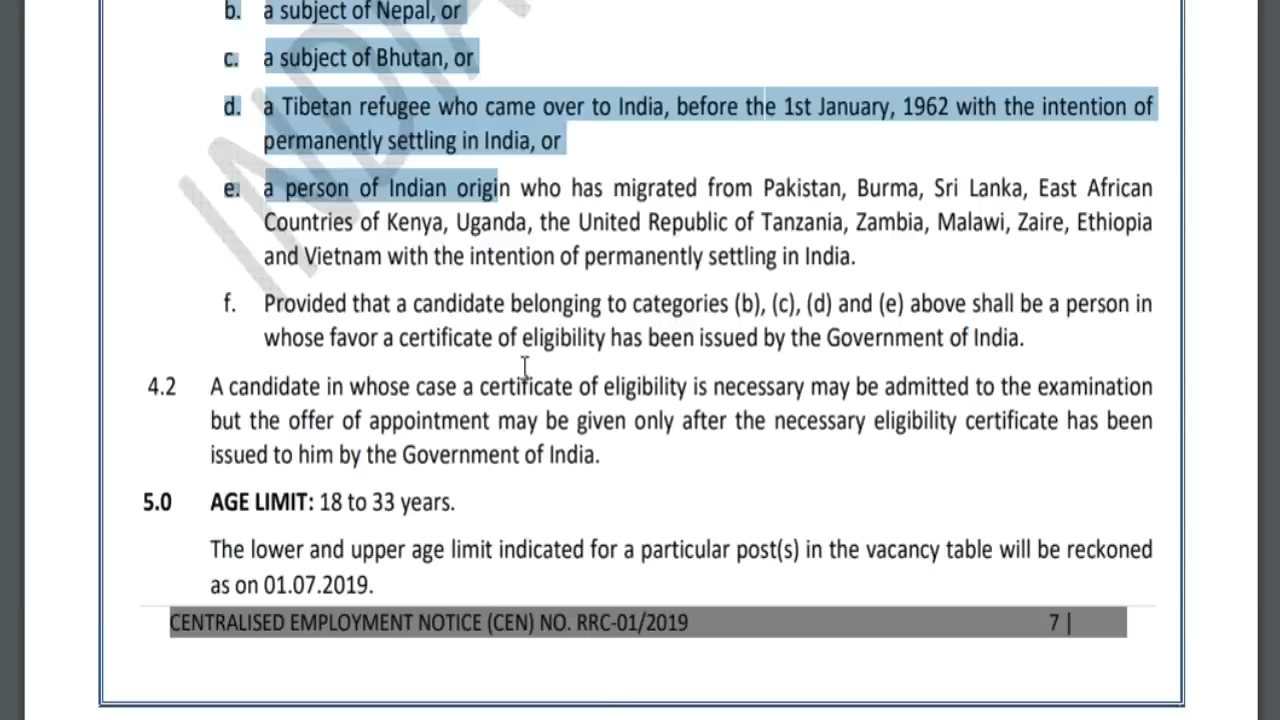 b. a subject of Nepal, or
c. a subject of Bhutan, or
d. a Tibetan refugee who came over to India, before the 1st January, 1962 with the intention of
permanently settling in India, or
e. a person of Indian origin who has migrated from Pakistan, Burma, Sri Lanka, East African
Countries of Kenya, Uganda, the United Republic of Tanzania, Zambia, Malawi, Zaire, Ethiopia
and Vietnam with the intention of permanently settling in India.
f. Provided that a candidate belonging to categories (b), (c), (d) and (e) above shall be a person in
whose favor a certificate of eligibility has been issued by the Government of India.
4.2 A candidate in whose case a certificate of eligibility is necessary may be admitted to the examination
but the offer of appointment may be given only after the necessary eligibility certificate has been
issued to him by the Government of India.
5.0 AGE LIMIT: 18 to 33 years.
The lower and upper age limit indicated for a particular post(s) in the vacancy table will be reckoned
as on 01.07.2019.
CENTRALISED EMPLOYMENT NOTICE (CEN) NO. RRC-01/2019 7 |
INDIA